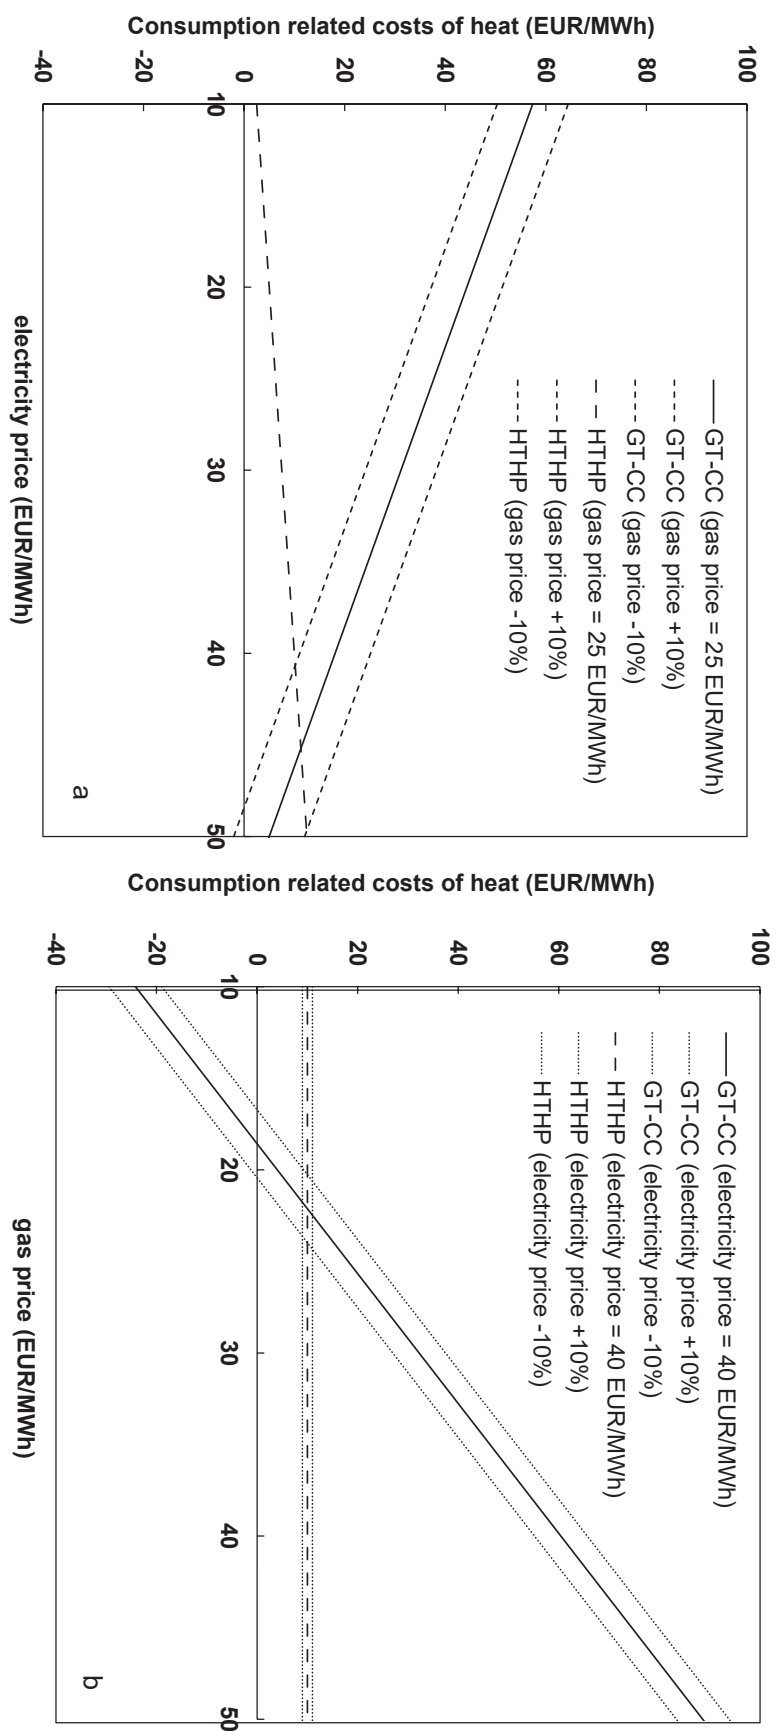 Consumption related costs of heat (EUR/MWh)
100
80
60
40
20
0
-20
-40
10
20
30
40
50
electricity price (EUR/MWh)
GT-CC (gas price = 25 EUR/MWh)
GT-CC (gas price +10%)
GT-CC (gas price -10%)
HTHP (gas price = 25 EUR/MWh)
HTHP (gas price +10%)
HTHP (gas price -10%)
a
Consumption related costs of heat (EUR/MWh)
100
80
60
40
20
0
-20
-40
10
20
30
40
50
gas price (EUR/MWh)
GT-CC (electricity price = 40 EUR/MWh)
GT-CC (electricity price +10%)
GT-CC (electricity price -10%)
HTHP (electricity price = 40 EUR/MWh)
HTHP (electricity price +10%)
HTHP (electricity price -10%)
b